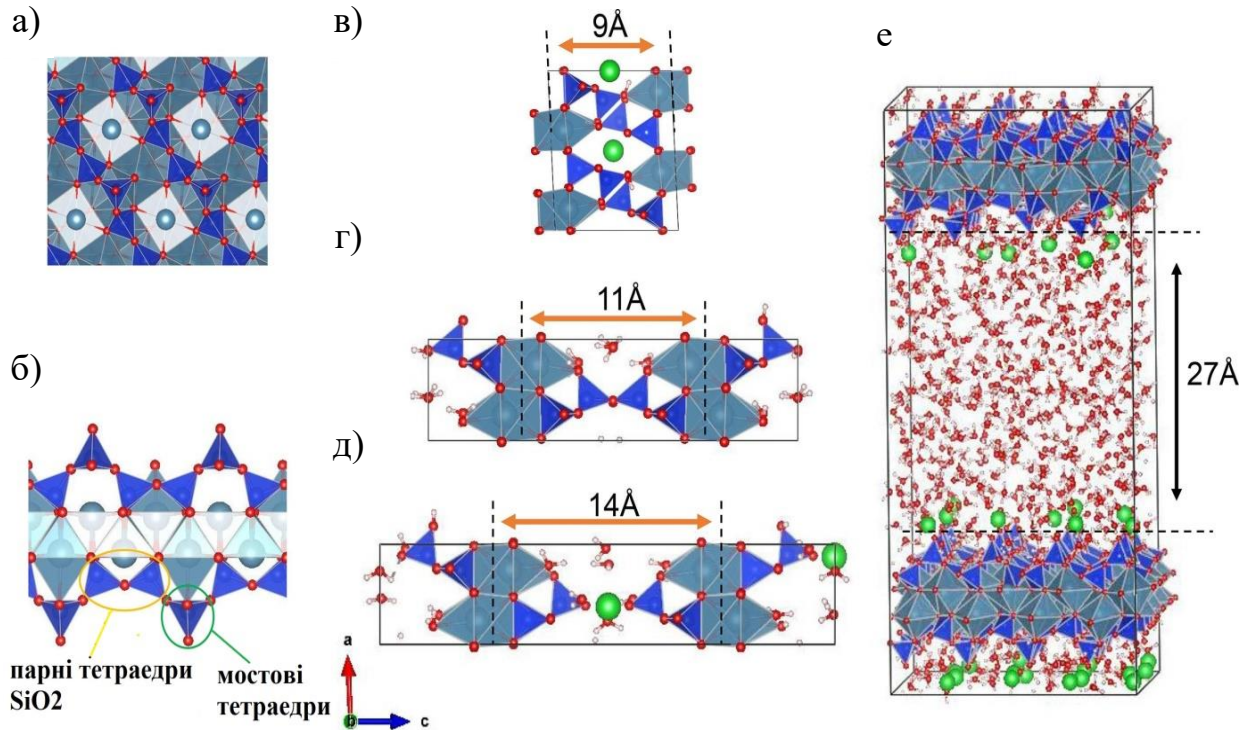 а)
в)
е
9Å
г)
11Å
б)
27Å
д)
14Å
парні тетраедри
SiO2
мостові
тетраедри
a
b
c